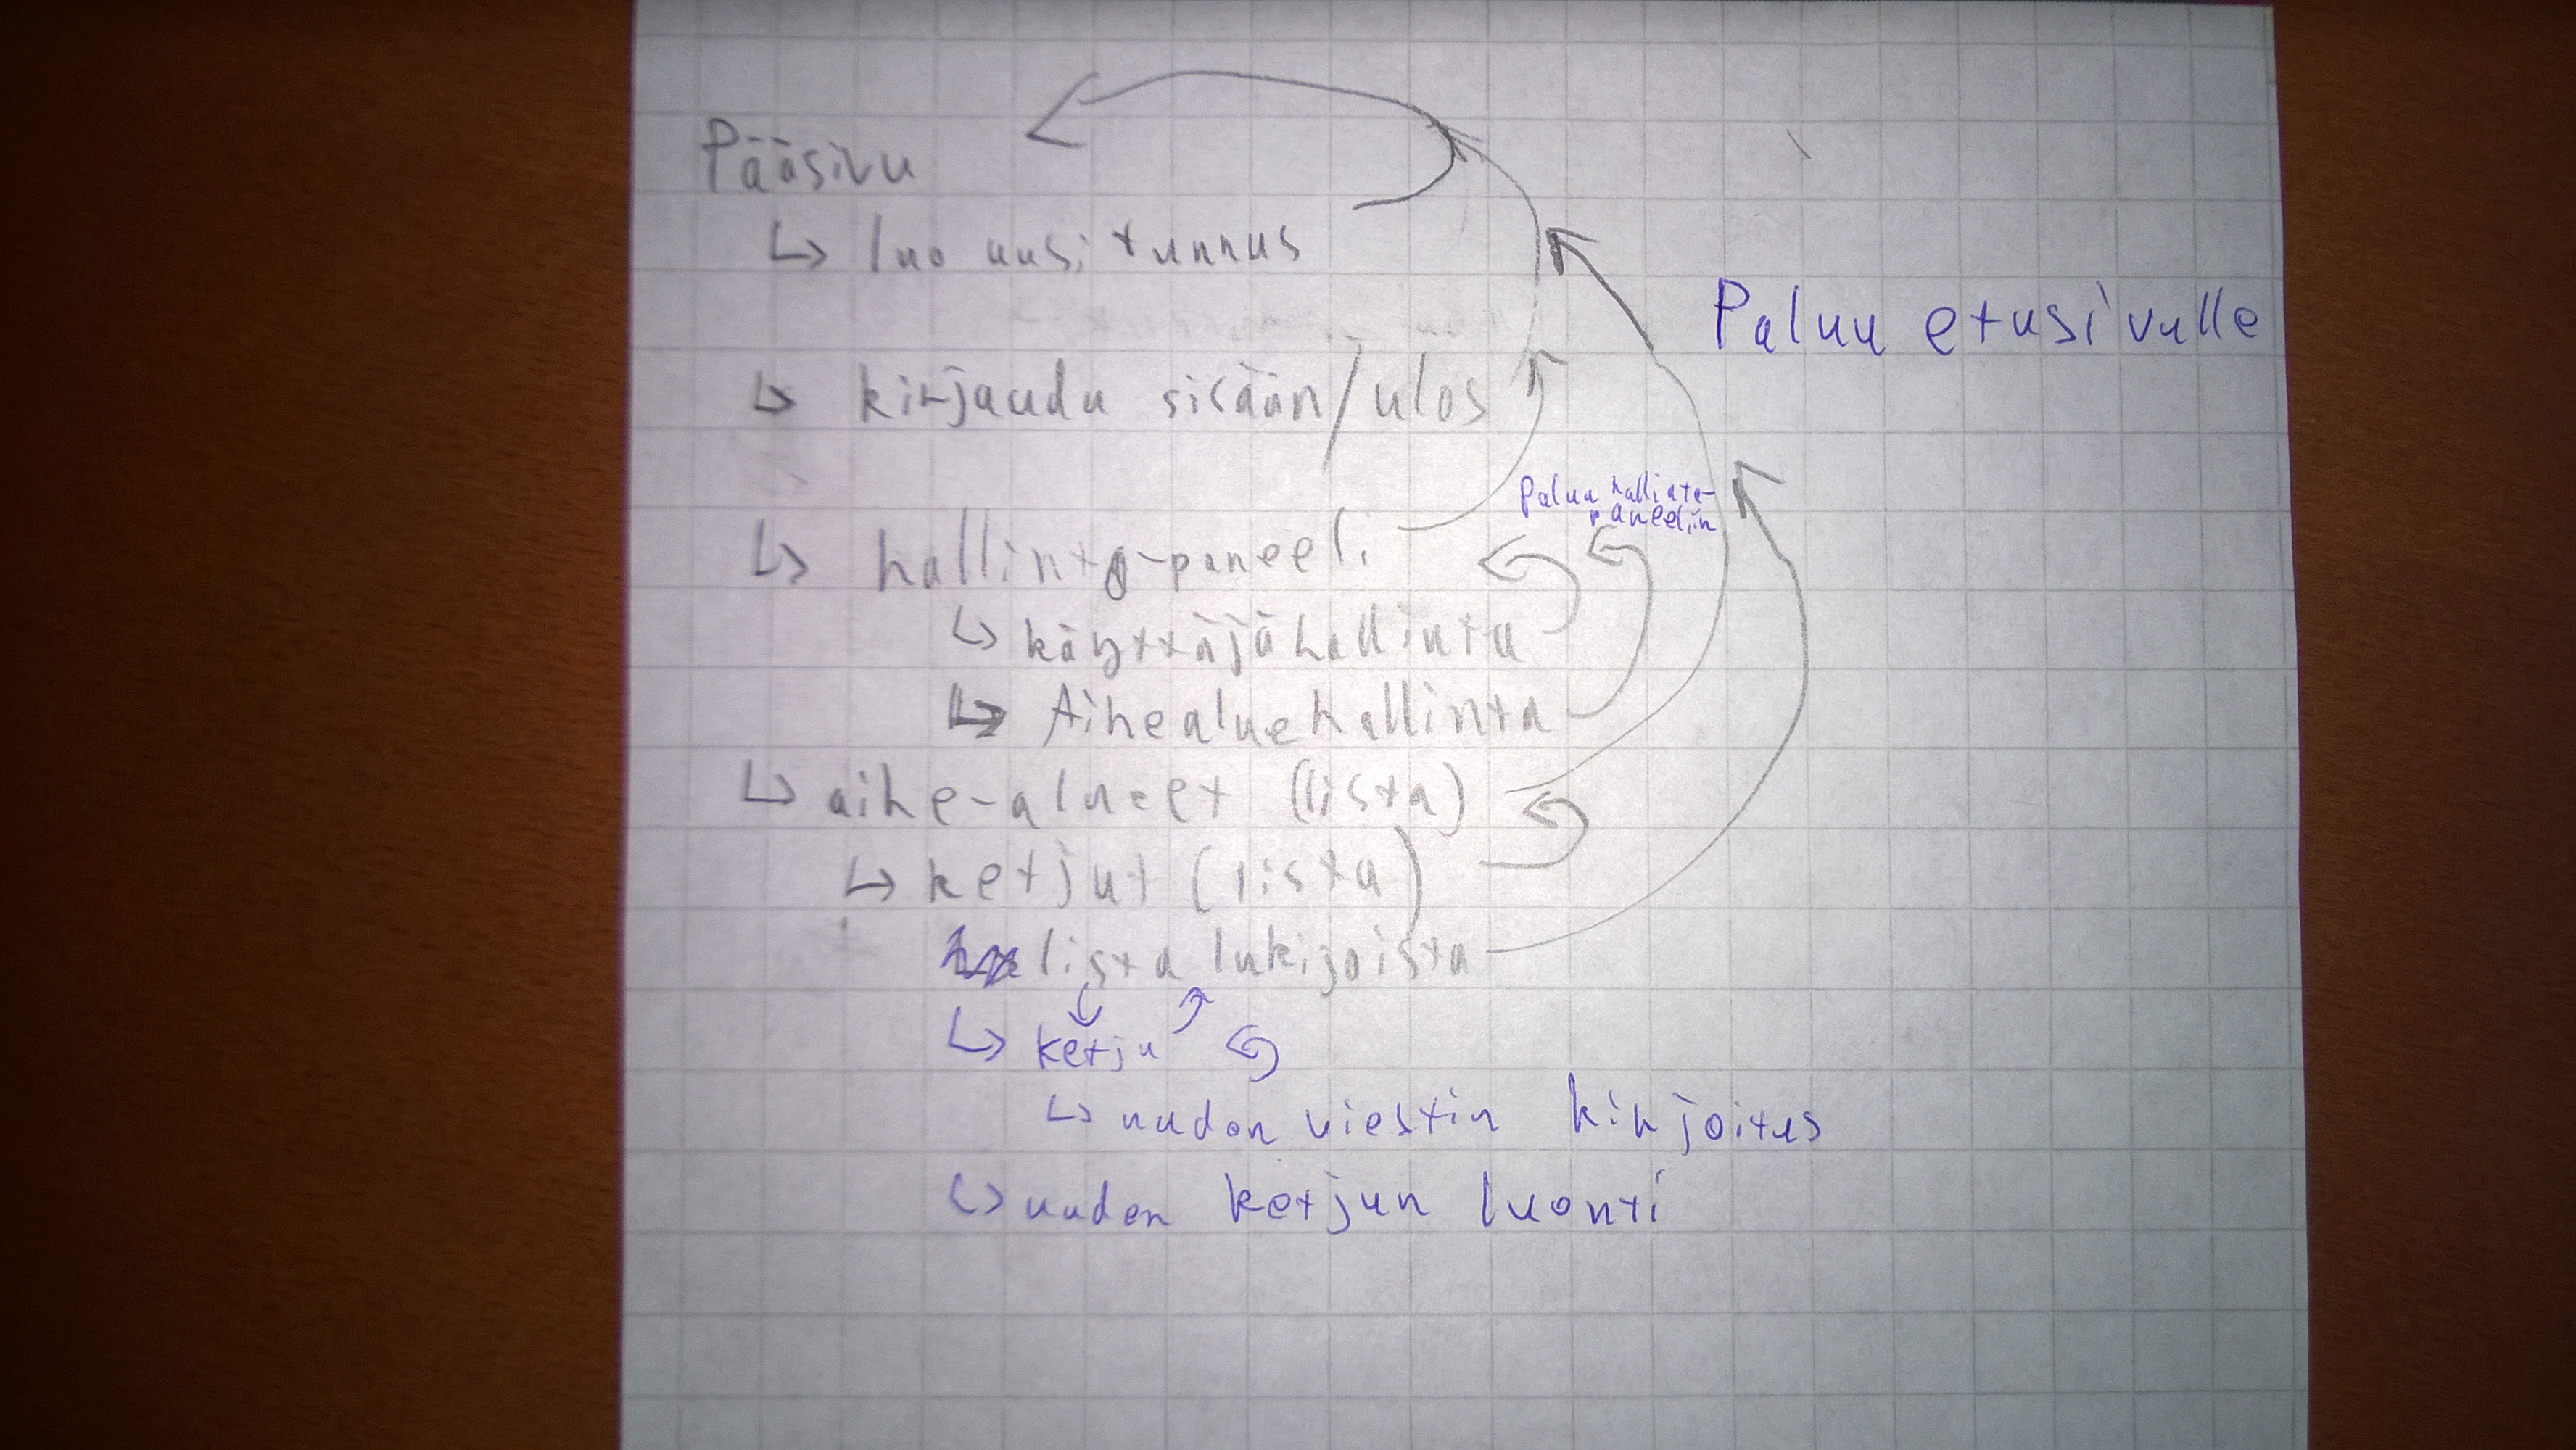 Pääsivu
↳ luo uusi tunnus
Paluu etusivulle
↳ kirjaudu sisään/ulos
Paluu hallinta-
paneeliin
↳ hallinta-paneeli
↳ käyttäjähallinta
↳ Aihealuehallinta
↳ aihe-alueet (lista)
↳ ketjut (lista)
lista lukijoista
↳ ketju
↳ uuden viestin kirjoitus
↳ uuden ketjun luonti